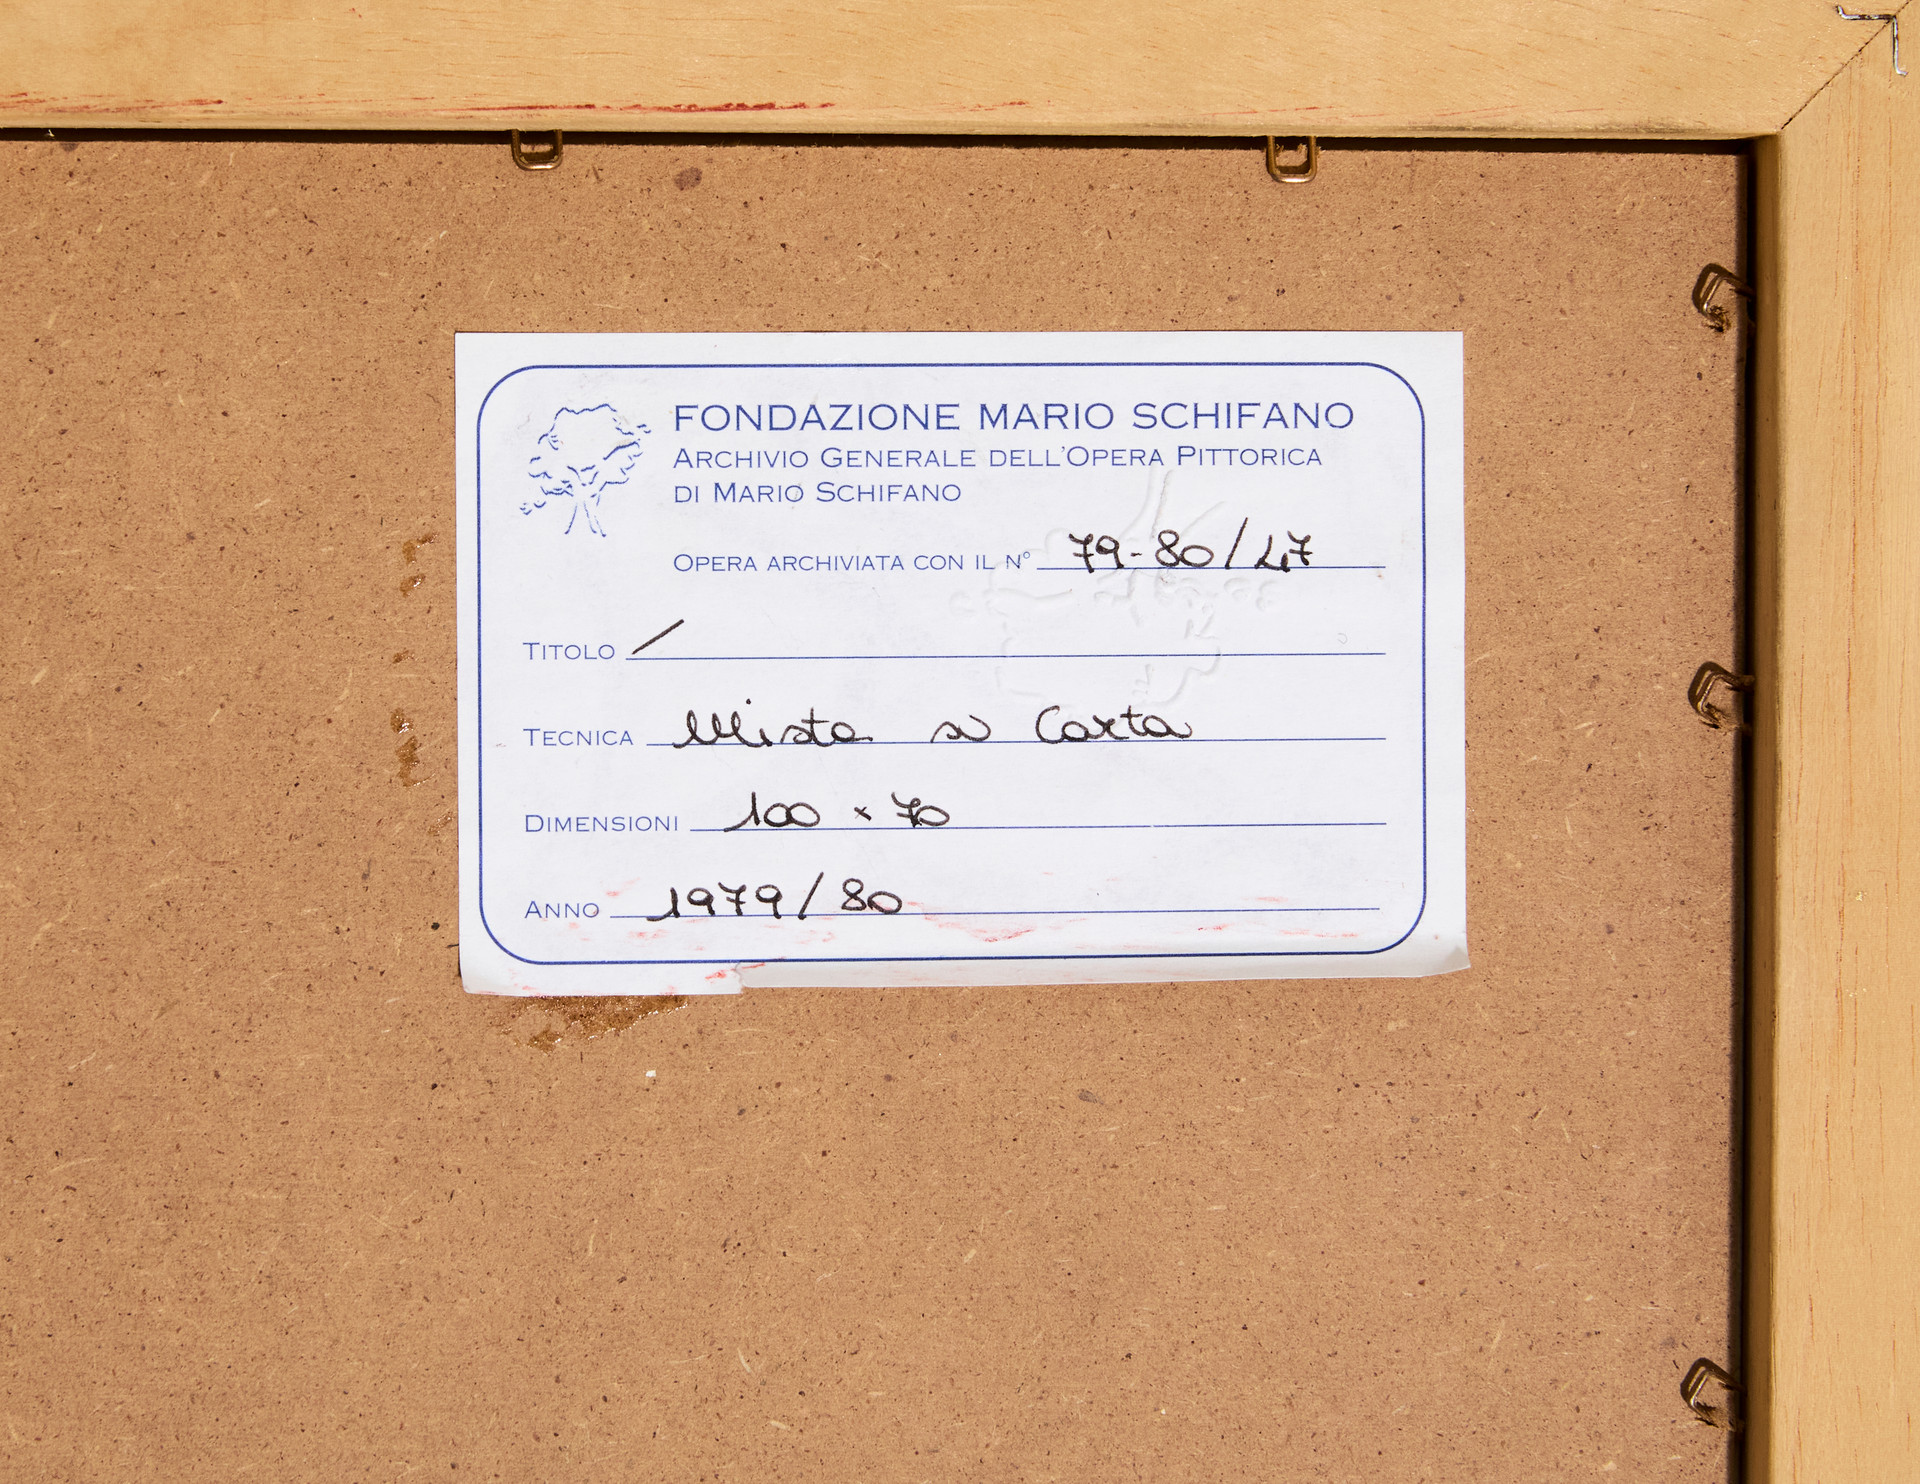 FONDAZIONE MARIO SCHIFANO
ARCHIVIO GENERALE DELL'OPERA PITTORICA
DI MARIO SCHIFANO
OPERA ARCHIVIATA CON IL N° 79-80/47
TITOLO /
TECNICA Mista su Carta
DIMENSIONI 100 x 70
ANNO 1979/80